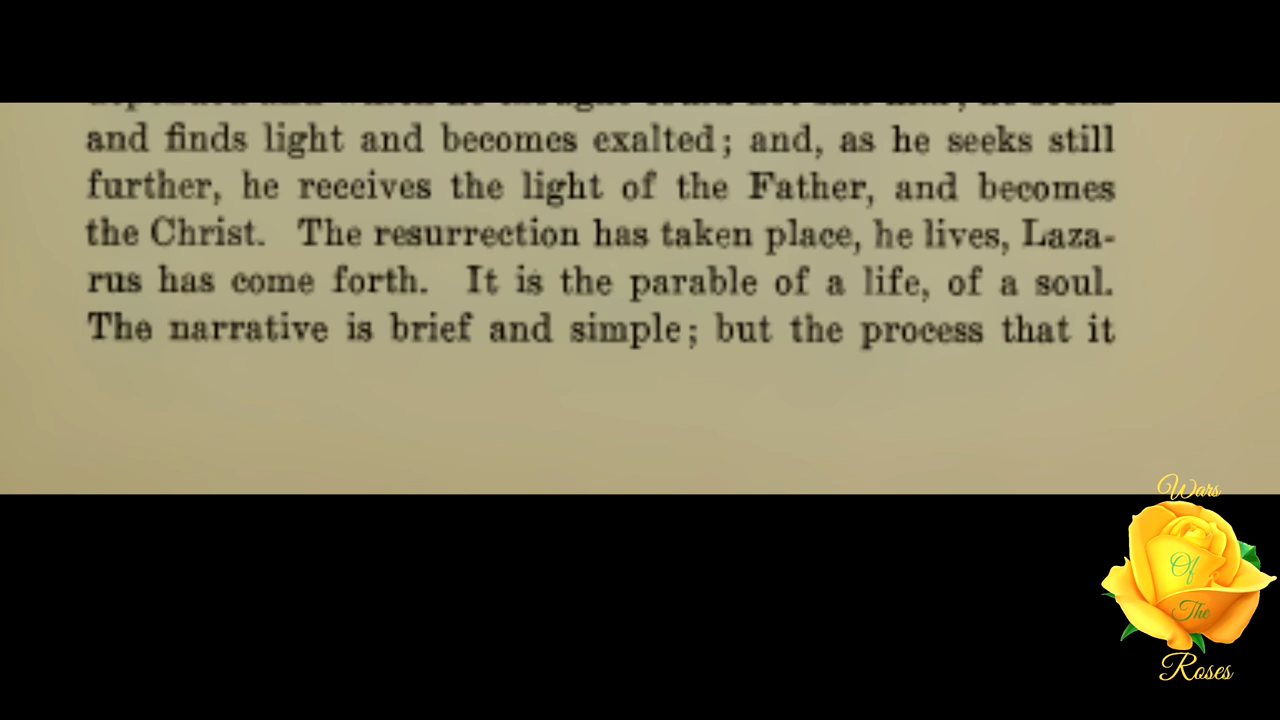 and finds light and becomes exalted; and, as he seeks still
further, he receives the light of the Father, and becomes
the Christ. The resurrection has taken place, he lives, Laza-
rus has come forth. It is the parable of a life, of a soul.
The narrative is brief and simple; but the process that it
Wars
Of
The
Roses